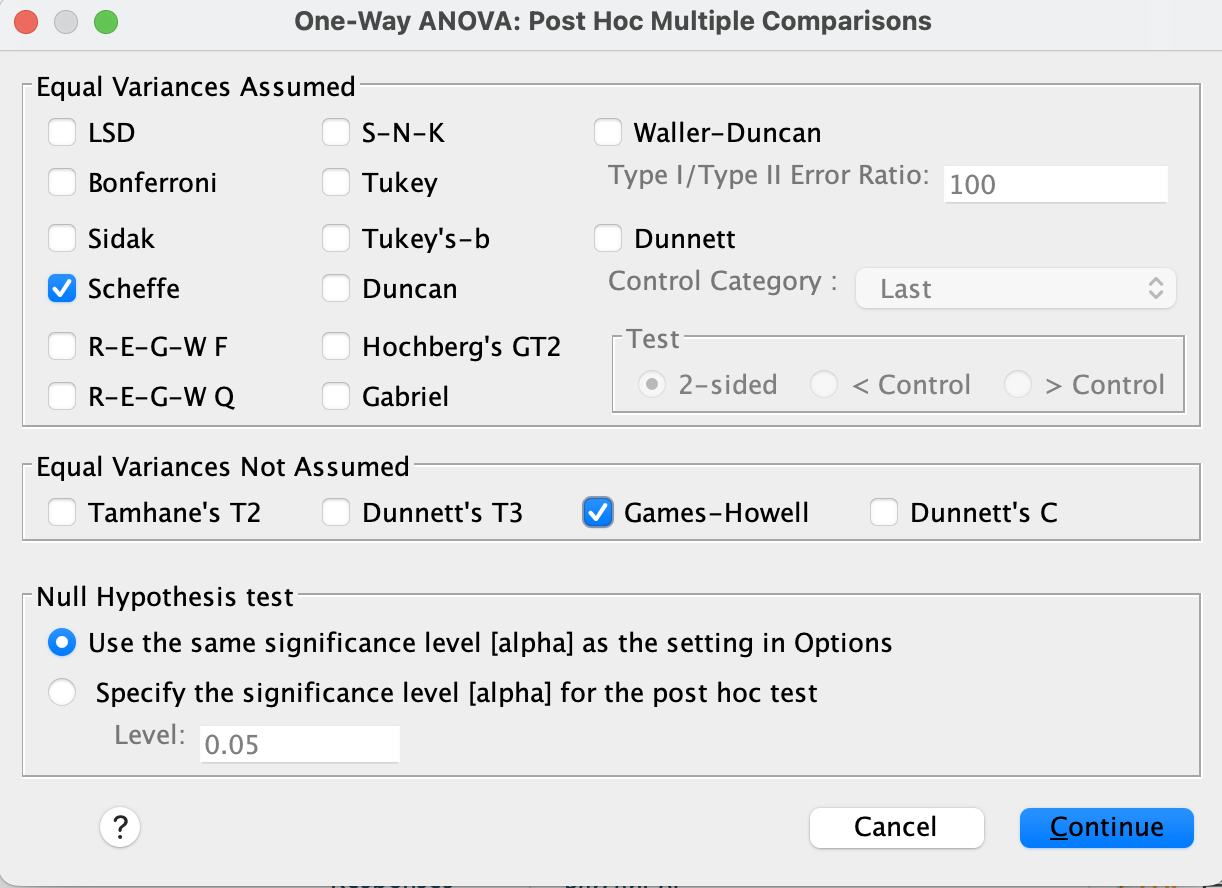 One-Way ANOVA: Post Hoc Multiple Comparisons
Equal Variances Assumed
LSD
S-N-K
Waller-Duncan
Bonferroni
Tukey
Type I/Type II Error Ratio: 100
Sidak
Tukey's-b
Dunnett
Scheffe
Duncan
Control Category : Last
R-E-G-W F
Hochberg's GT2
Test
R-E-G-W Q
Gabriel
2-sided
< Control
> Control
Equal Variances Not Assumed
Tamhane's T2
Dunnett's T3
Games-Howell
Dunnett's C
Null Hypothesis test
Use the same significance level [alpha] as the setting in Options
Specify the significance level [alpha] for the post hoc test
Level: 0.05
?
Cancel
Continue